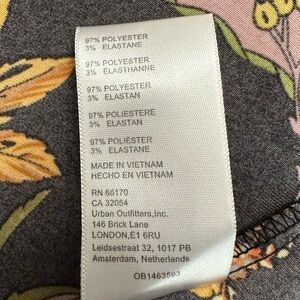 97% POLYESTER
3% ELASTANE
97% POLYESTER
3% ÉLASTHANNE
97% POLYESTER
3% ELASTAN
97% POLIESTERE
3% ELASTAN
97% POLIÉSTER
3% ELASTANE
MADE IN VIETNAM
HECHO EN VIETNAM
RN 66170
CA 32054
Urban Outfitters,Inc.
146 Brick Lane
LONDON,E1 6RU
Leidsestraat 32, 1017 PB
Amsterdam, Netherlands
OB1463593